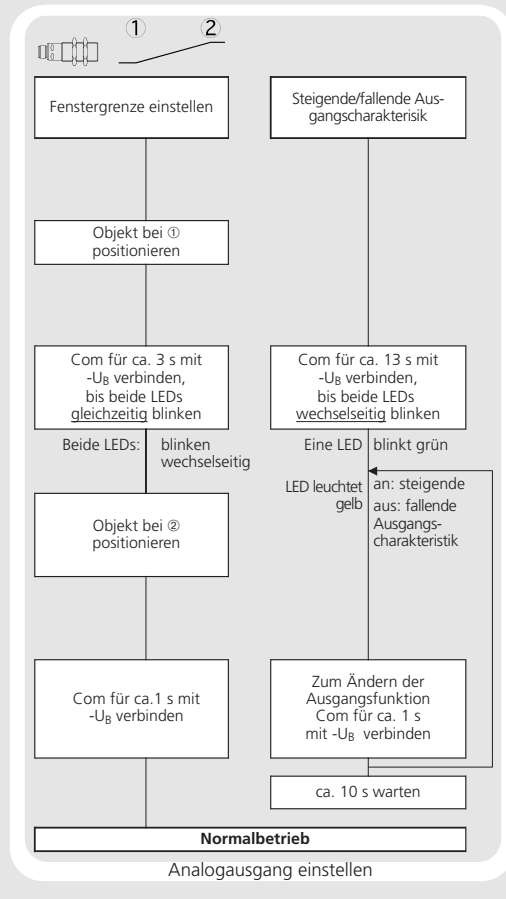 ① ②
Fenstergrenze einstellen
Objekt bei ①
positionieren
Com für ca. 3 s mit
-UB verbinden,
bis beide LEDs
gleichzeitig blinken
Beide LEDs: blinken
wechselseitig
Objekt bei ②
positionieren
Com für ca.1 s mit
-UB verbinden
Steigende/fallende Aus-
gangscharakterisik
Com für ca. 13 s mit
-UB verbinden,
bis beide LEDs
wechselseitig blinken
Eine LED blinkt grün
LED leuchtet
gelb
an: steigende
aus: fallende
Ausgangs-
charakteristik
Zum Ändern der
Ausgangsfunktion
Com für ca. 1 s
mit -UB verbinden
ca. 10 s warten
Normalbetrieb
Analogausgang einstellen